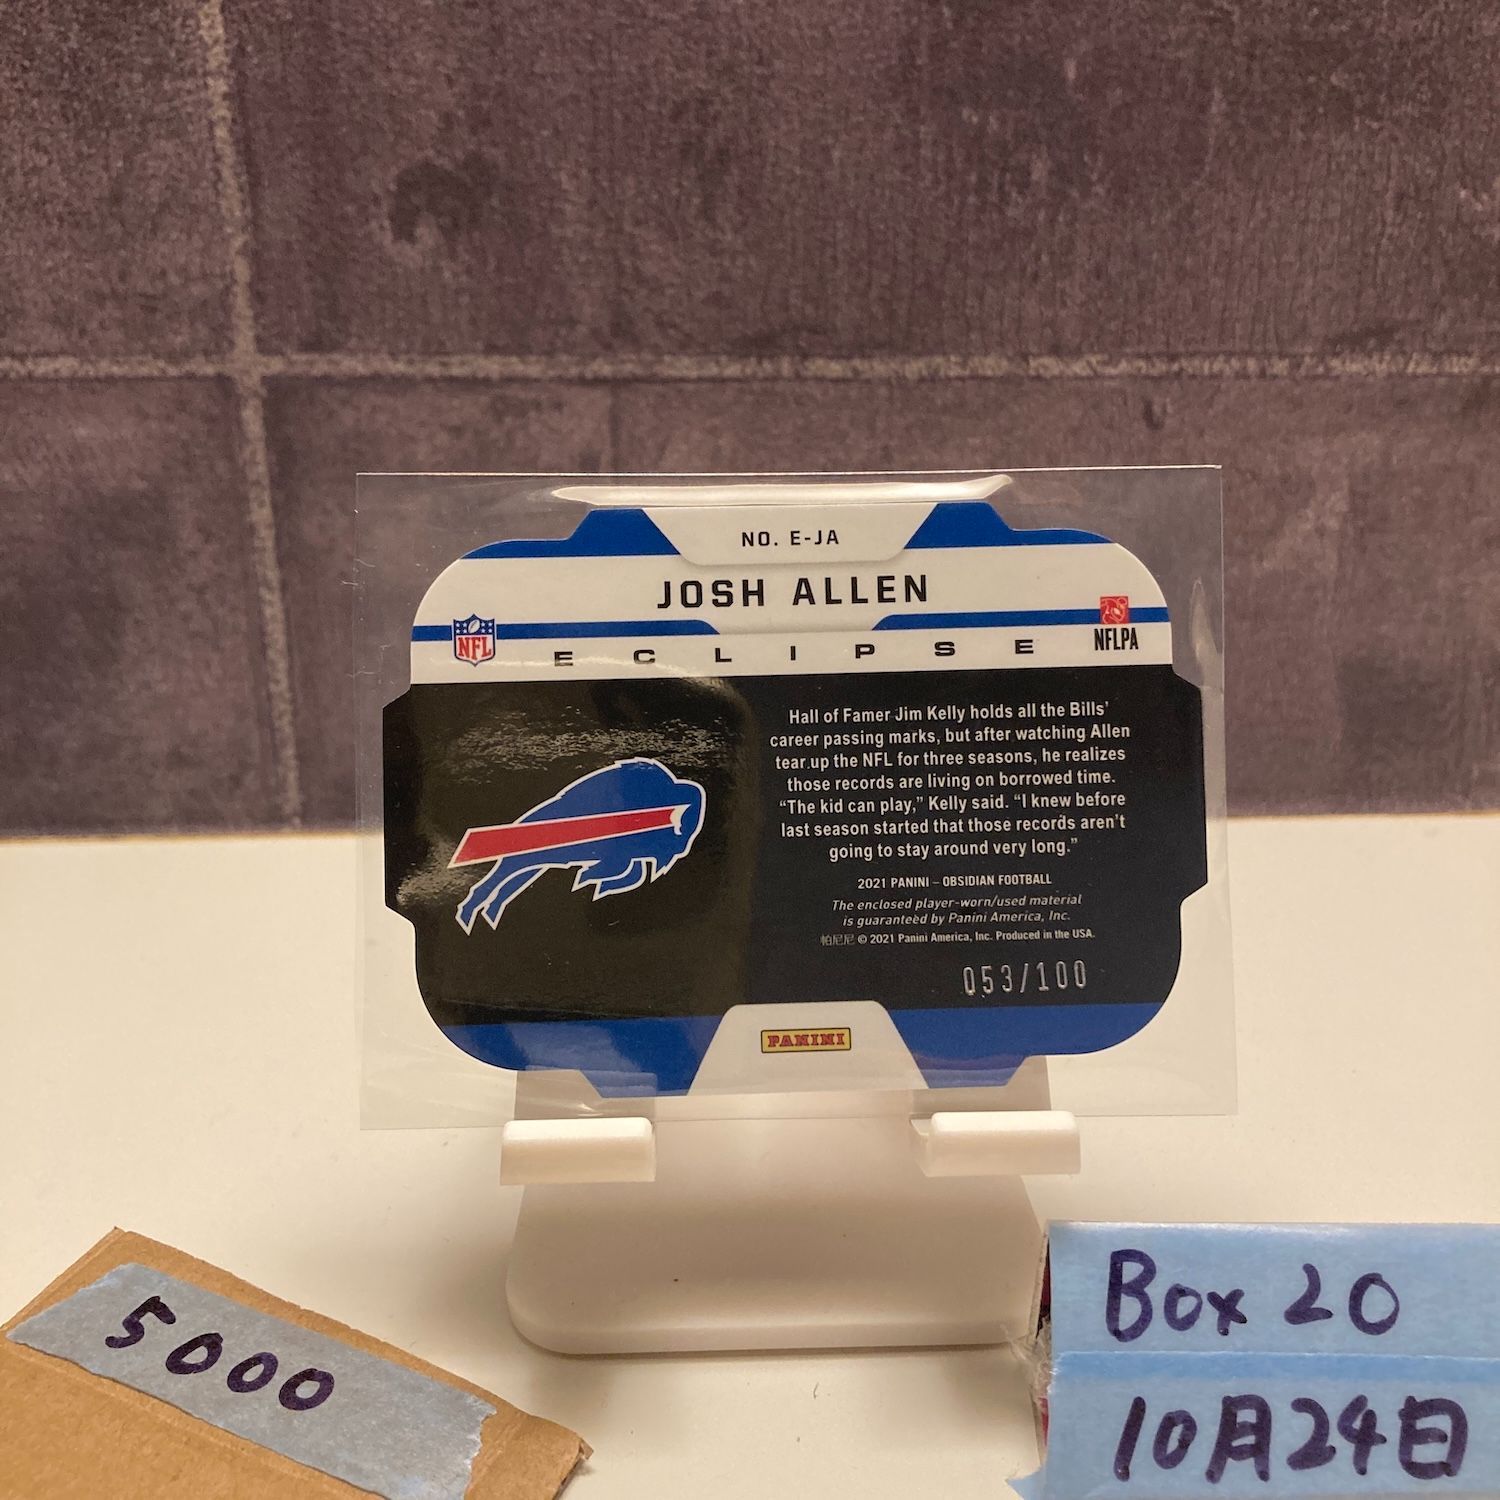 NO. E-JA
JOSH ALLEN
NFL
NFLPA
ECLIPSE
Hall of Famer Jim Kelly holds all the Bills'
career passing marks, but after watching Allen
tear up the NFL for three seasons, he realizes
those records are living on borrowed time.
“The kid can play,” Kelly said. “I knew before
last season started that those records aren't
going to stay around very long.”
2021 PANINI – OBSIDIAN FOOTBALL
The enclosed player-worn/used material
is guaranteed by Panini America, Inc.
帕尼尼 © 2021 Panini America, Inc. Produced in the USA.
053/100
PANINI
5000
Box 20
10月24日